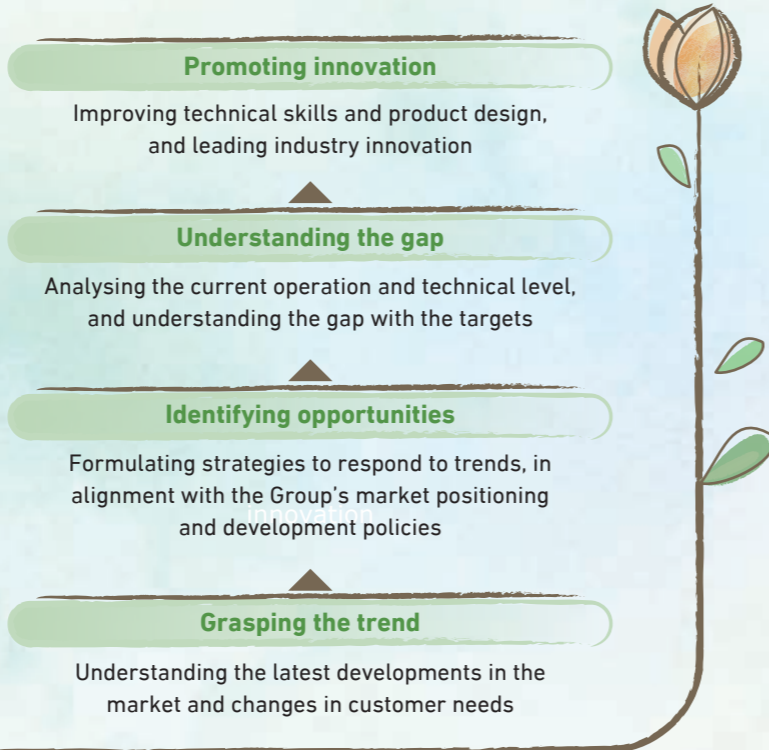 Promoting innovation
Improving technical skills and product design,
and leading industry innovation
Understanding the gap
Analysing the current operation and technical level,
and understanding the gap with the targets
Identifying opportunities
Formulating strategies to respond to trends, in
alignment with the Group's market positioning
innovation
and development policies
Grasping the trend
Understanding the latest developments in the
market and changes in customer needs